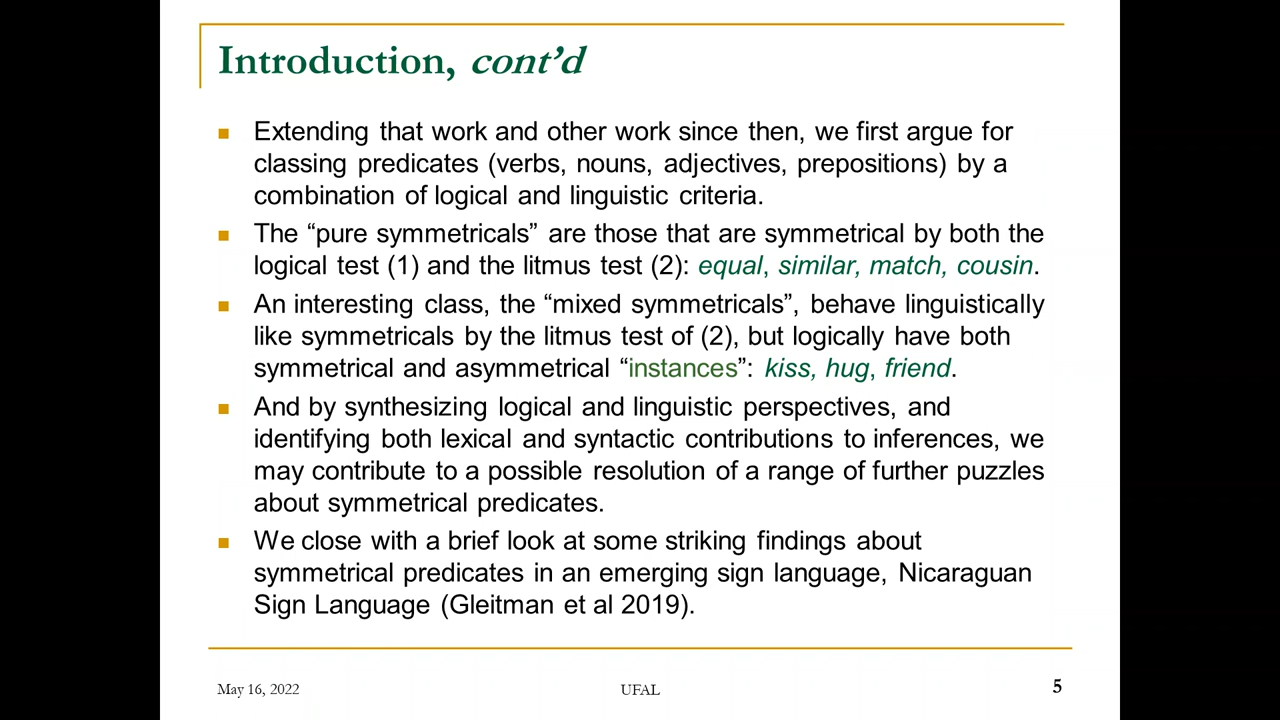 Introduction, cont’d
Extending that work and other work since then, we first argue for
classing predicates (verbs, nouns, adjectives, prepositions) by a
combination of logical and linguistic criteria.
The “pure symmetricals” are those that are symmetrical by both the
logical test (1) and the litmus test (2): equal, similar, match, cousin.
An interesting class, the “mixed symmetricals”, behave linguistically
like symmetricals by the litmus test of (2), but logically have both
symmetrical and asymmetrical “instances”: kiss, hug, friend.
And by synthesizing logical and linguistic perspectives, and
identifying both lexical and syntactic contributions to inferences, we
may contribute to a possible resolution of a range of further puzzles
about symmetrical predicates.
We close with a brief look at some striking findings about
symmetrical predicates in an emerging sign language, Nicaraguan
Sign Language (Gleitman et al 2019).
May 16, 2022
UFAL
5